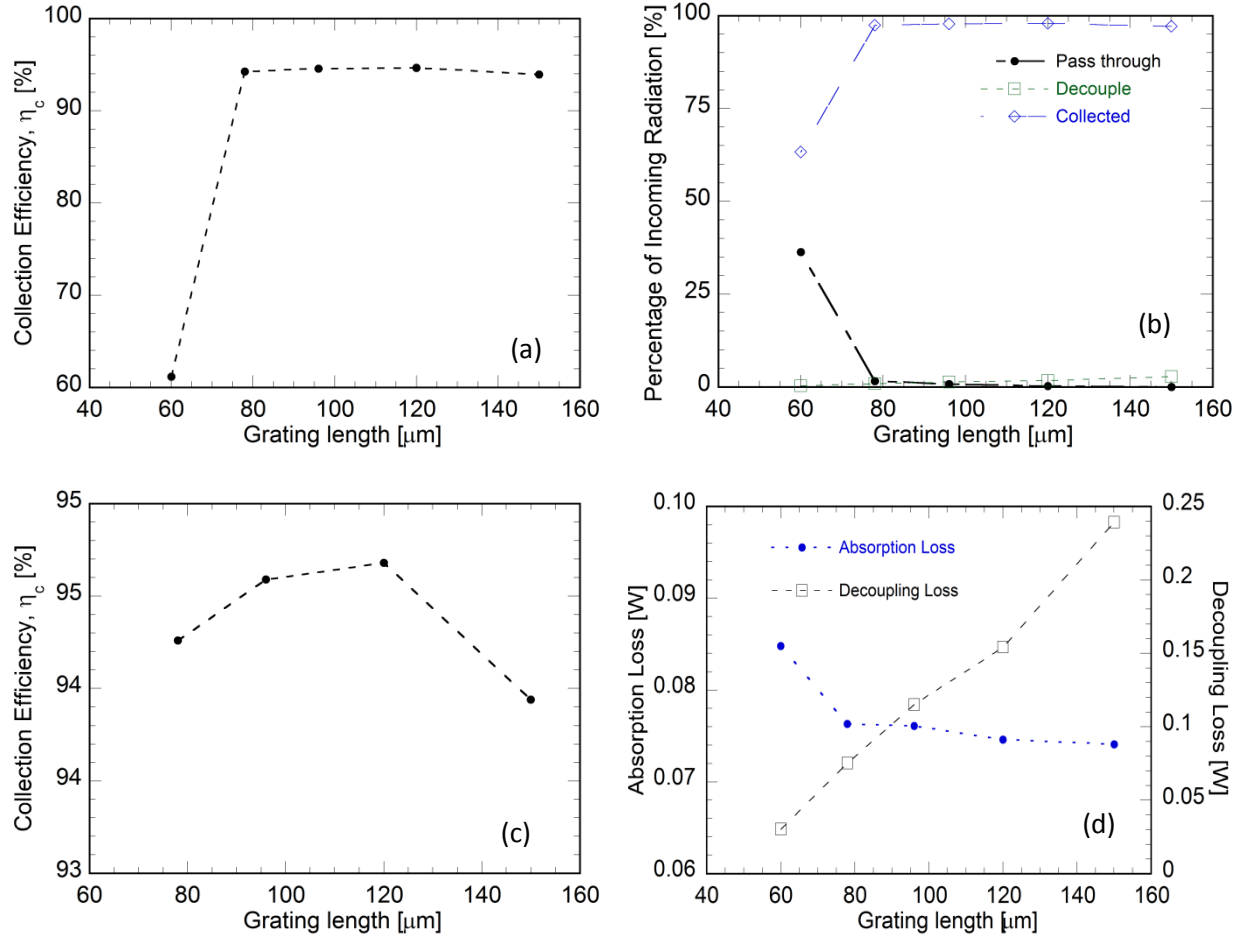 100
90
80
70
60
40
60
80
100
120
140
160
Collection Efficiency, η_c [%]
Grating length [μm]
(a)
100
75
50
25
0
40
60
80
100
120
140
160
Percentage of Incoming Radiation [%]
Grating length [μm]
Pass through
Decouple
Collected
(b)
95
95
94
94
93
60
80
100
120
140
160
Collection Efficiency, η_c [%]
Grating length [μm]
(c)
0.10
0.09
0.08
0.07
0.06
0.25
0.2
0.15
0.1
0.05
0
40
60
80
100
120
140
160
Absorption Loss [W]
Decoupling Loss [W]
Grating length [μm]
Absorption Loss
Decoupling Loss
(d)